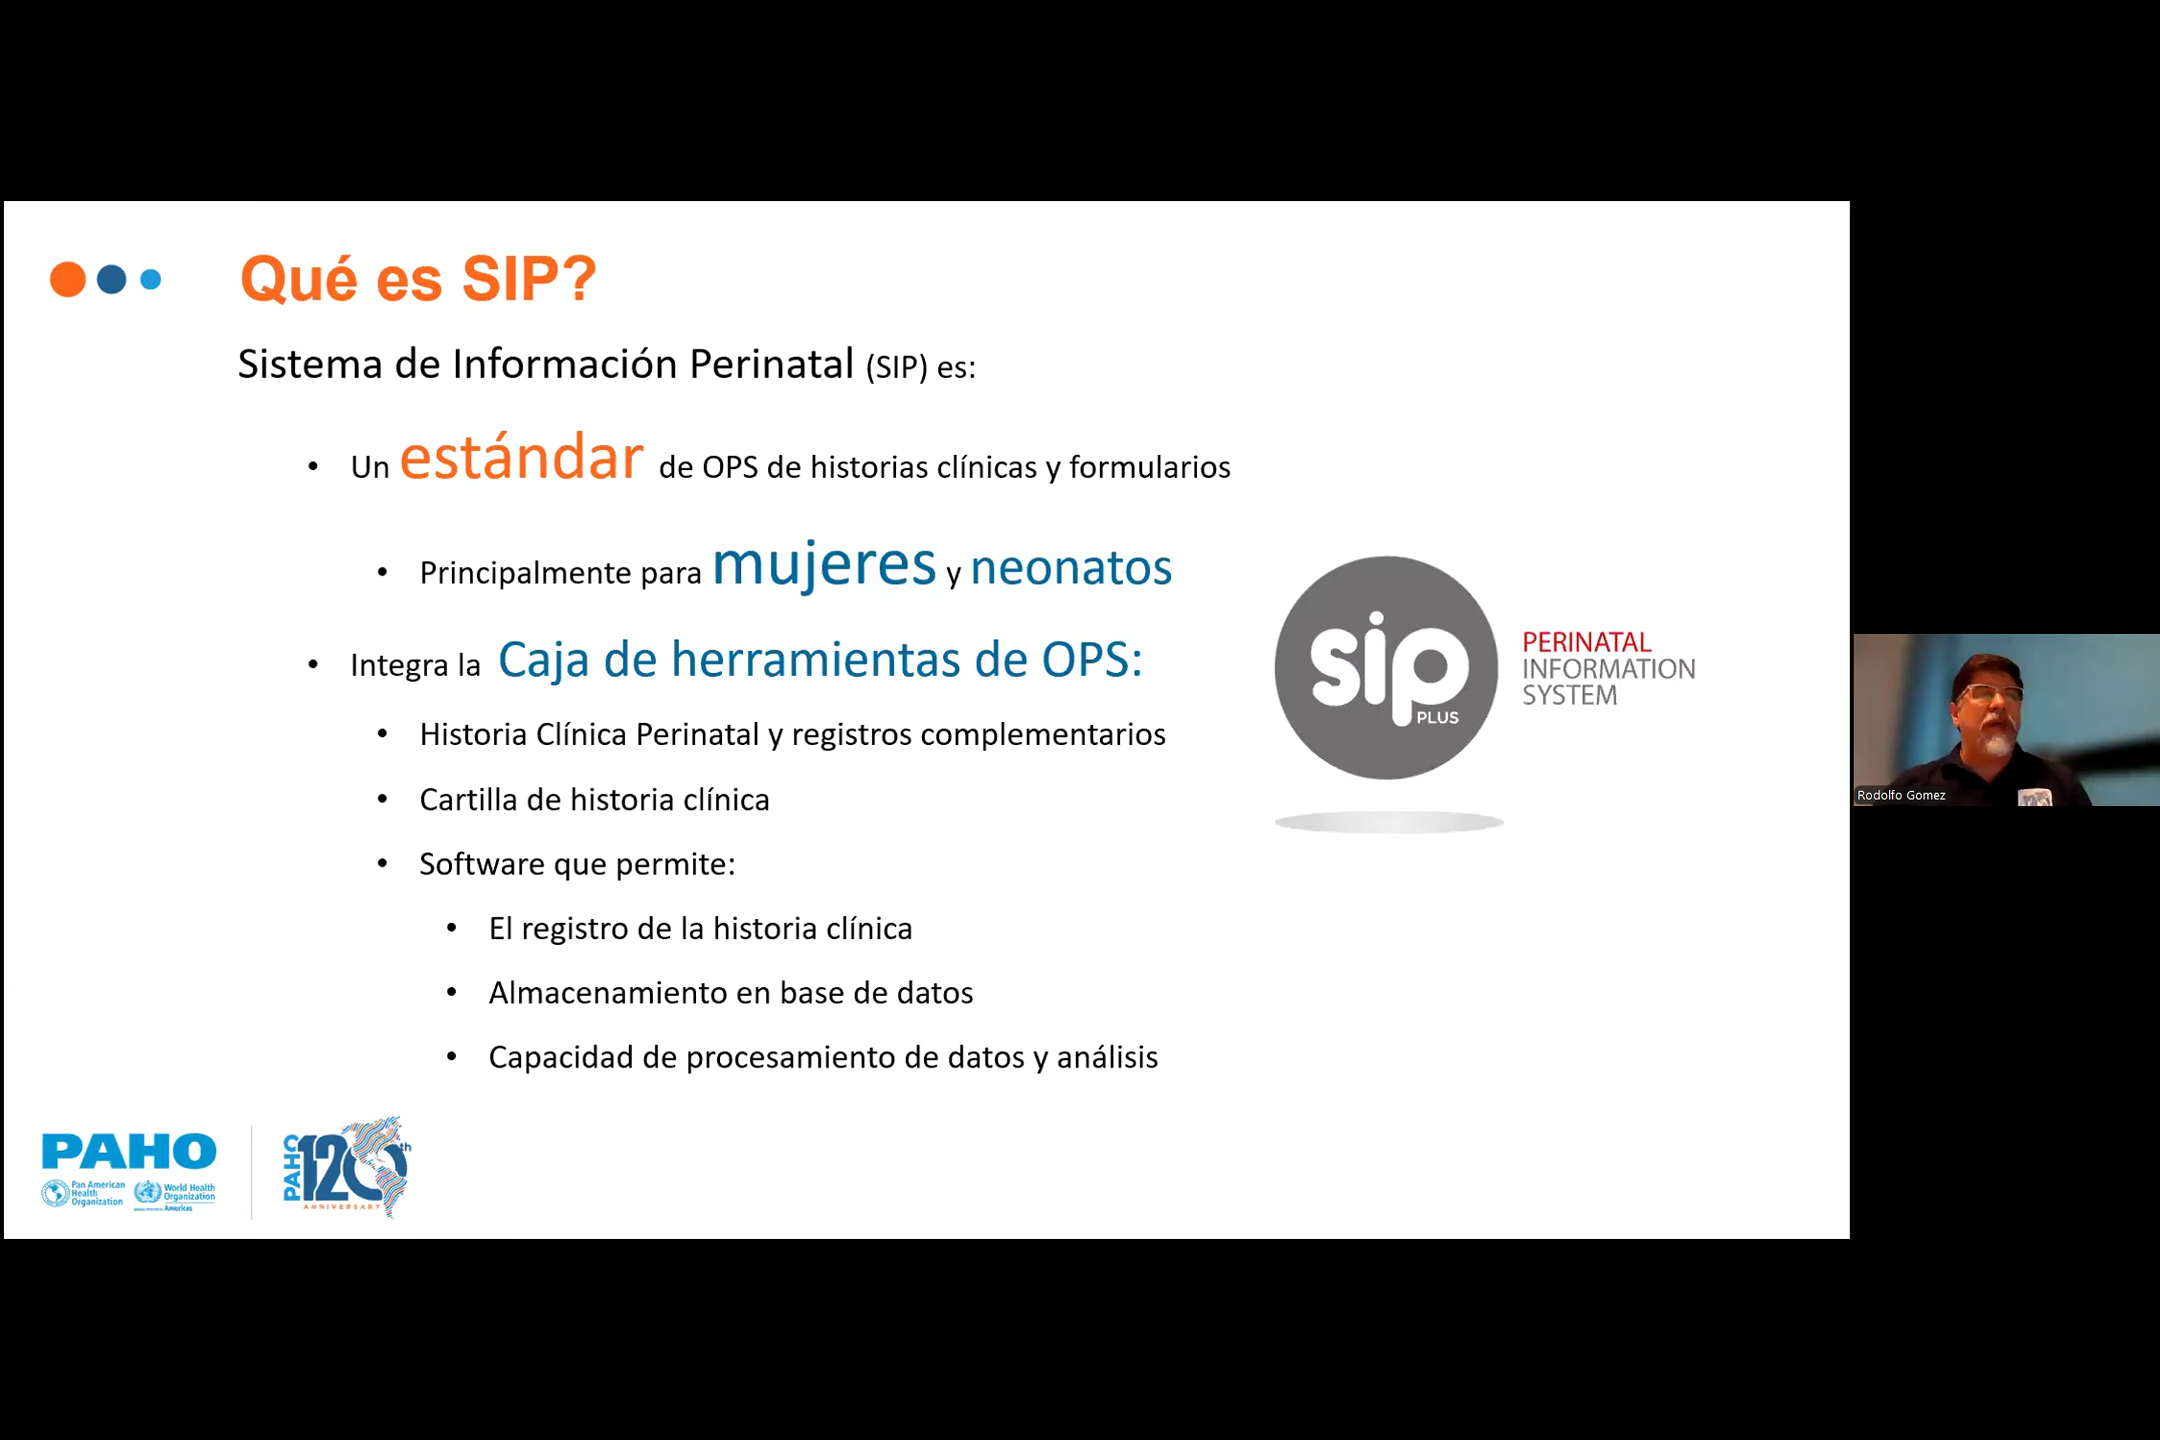 Qué es SIP?
Sistema de Información Perinatal (SIP) es:
• Un estándar de OPS de historias clínicas y formularios
• Principalmente para mujeres y neonatos
• Integra la Caja de herramientas de OPS:
• Historia Clínica Perinatal y registros complementarios
• Cartilla de historia clínica
• Software que permite:
• El registro de la historia clínica
• Almacenamiento en base de datos
• Capacidad de procesamiento de datos y análisis
sip
PLUS
PERINATAL
INFORMATION
SYSTEM
Rodolfo Gomez
PAHO
Pan American
Health
Organization
World Health
Organization
Americas
PAHO
120th
ANNIVERSARY